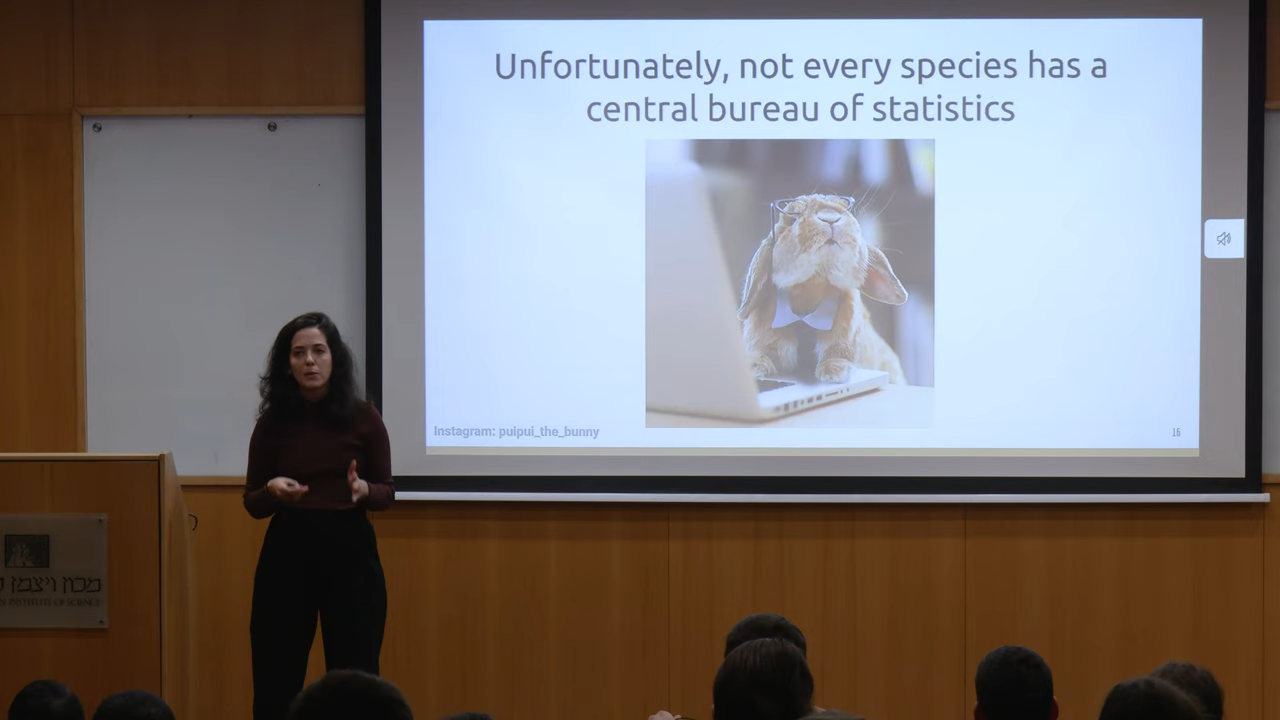 Unfortunately, not every species has a
central bureau of statistics
Instagram: puipui_the_bunny
16
מכון ויצמן
INSTITUTE OF SCIENCE